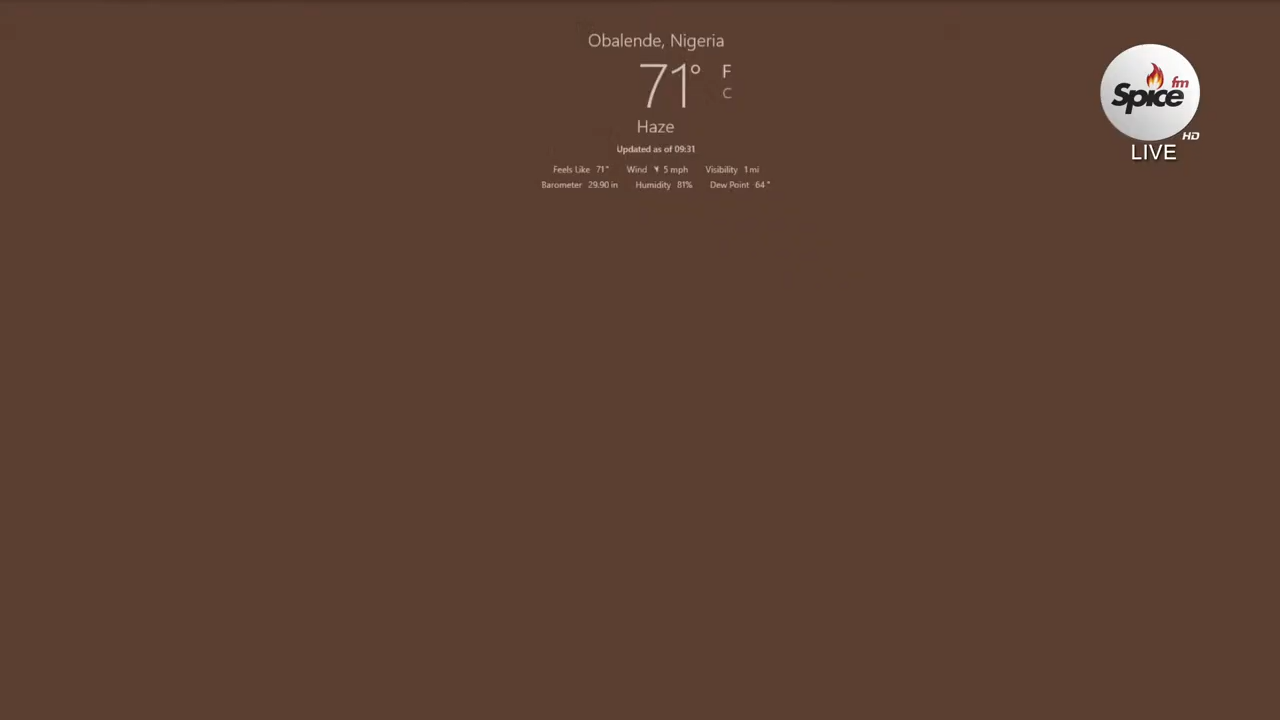 Obalende, Nigeria
71° F
C
Haze
Updated as of 09:31
Feels Like 71° Wind 5 mph Visibility 1 mi
Barometer 29.90 in Humidity 81% Dew Point 64°
Spice fm
HD
LIVE